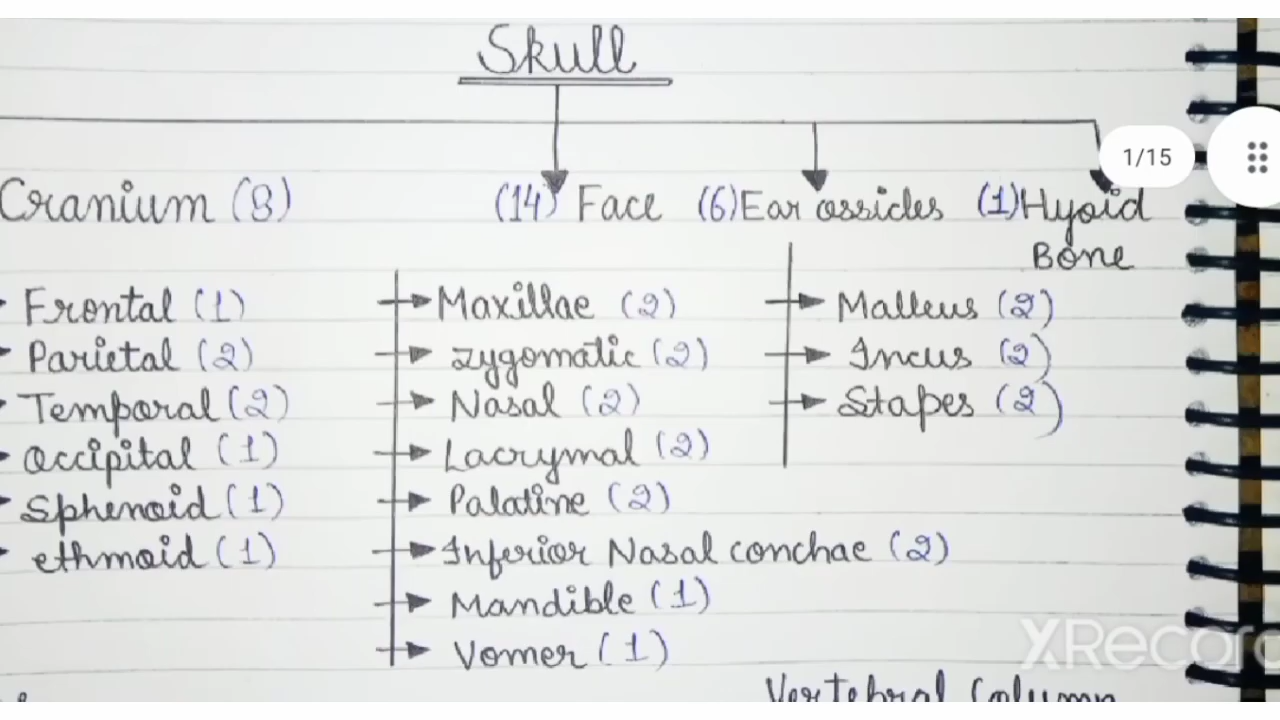 Skull
1/15
Cranium (8)
(14) Face
(6) Ear ossicles
(1) Hyoid
Bone
Frontal (1)
Parietal (2)
Temporal (2)
Occipital (1)
Sphenoid (1)
ethmoid (1)
Maxillae (2)
zygomatic (2)
Nasal (2)
Lacrymal (2)
Palatine (2)
Inferior Nasal conchae (2)
Mandible (1)
Vomer (1)
Malleus (2)
Incus (2)
Stapes (2)
XRecor
Vertebral Column